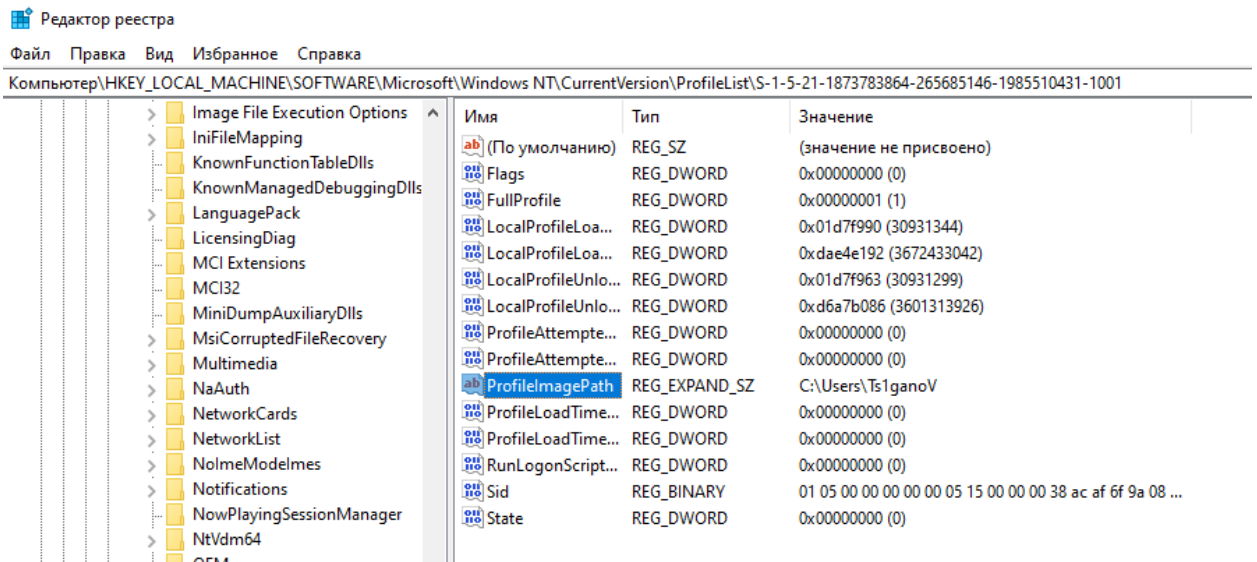 Редактор реестра
Файл Правка Вид Избранное Справка
Компьютер\HKEY_LOCAL_MACHINE\SOFTWARE\Microsoft\Windows NT\CurrentVersion\ProfileList\S-1-5-21-1873783864-265685146-1985510431-1001
Image File Execution Options
IniFileMapping
KnownFunctionTableDlls
KnownManagedDebuggingDlls
LanguagePack
LicensingDiag
MCI Extensions
MCI32
MiniDumpAuxiliaryDlls
MsiCorruptedFileRecovery
Multimedia
NaAuth
NetworkCards
NetworkList
NoImeModeImes
Notifications
NowPlayingSessionManager
NtVdm64
Имя Тип Значение
(По умолчанию) REG_SZ (значение не присвоено)
Flags REG_DWORD 0x00000000 (0)
FullProfile REG_DWORD 0x00000001 (1)
LocalProfileLoa... REG_DWORD 0x01d7f990 (30931344)
LocalProfileLoa... REG_DWORD 0xdae4e192 (3672433042)
LocalProfileUnlo... REG_DWORD 0x01d7f963 (30931299)
LocalProfileUnlo... REG_DWORD 0xd6a7b086 (3601313926)
ProfileAttempte... REG_DWORD 0x00000000 (0)
ProfileAttempte... REG_DWORD 0x00000000 (0)
ProfileImagePath REG_EXPAND_SZ C:\Users\Ts1ganoV
ProfileLoadTime... REG_DWORD 0x00000000 (0)
ProfileLoadTime... REG_DWORD 0x00000000 (0)
RunLogonScript... REG_DWORD 0x00000000 (0)
Sid REG_BINARY 01 05 00 00 00 00 00 05 15 00 00 00 38 ac af 6f 9a 08 ...
State REG_DWORD 0x00000000 (0)